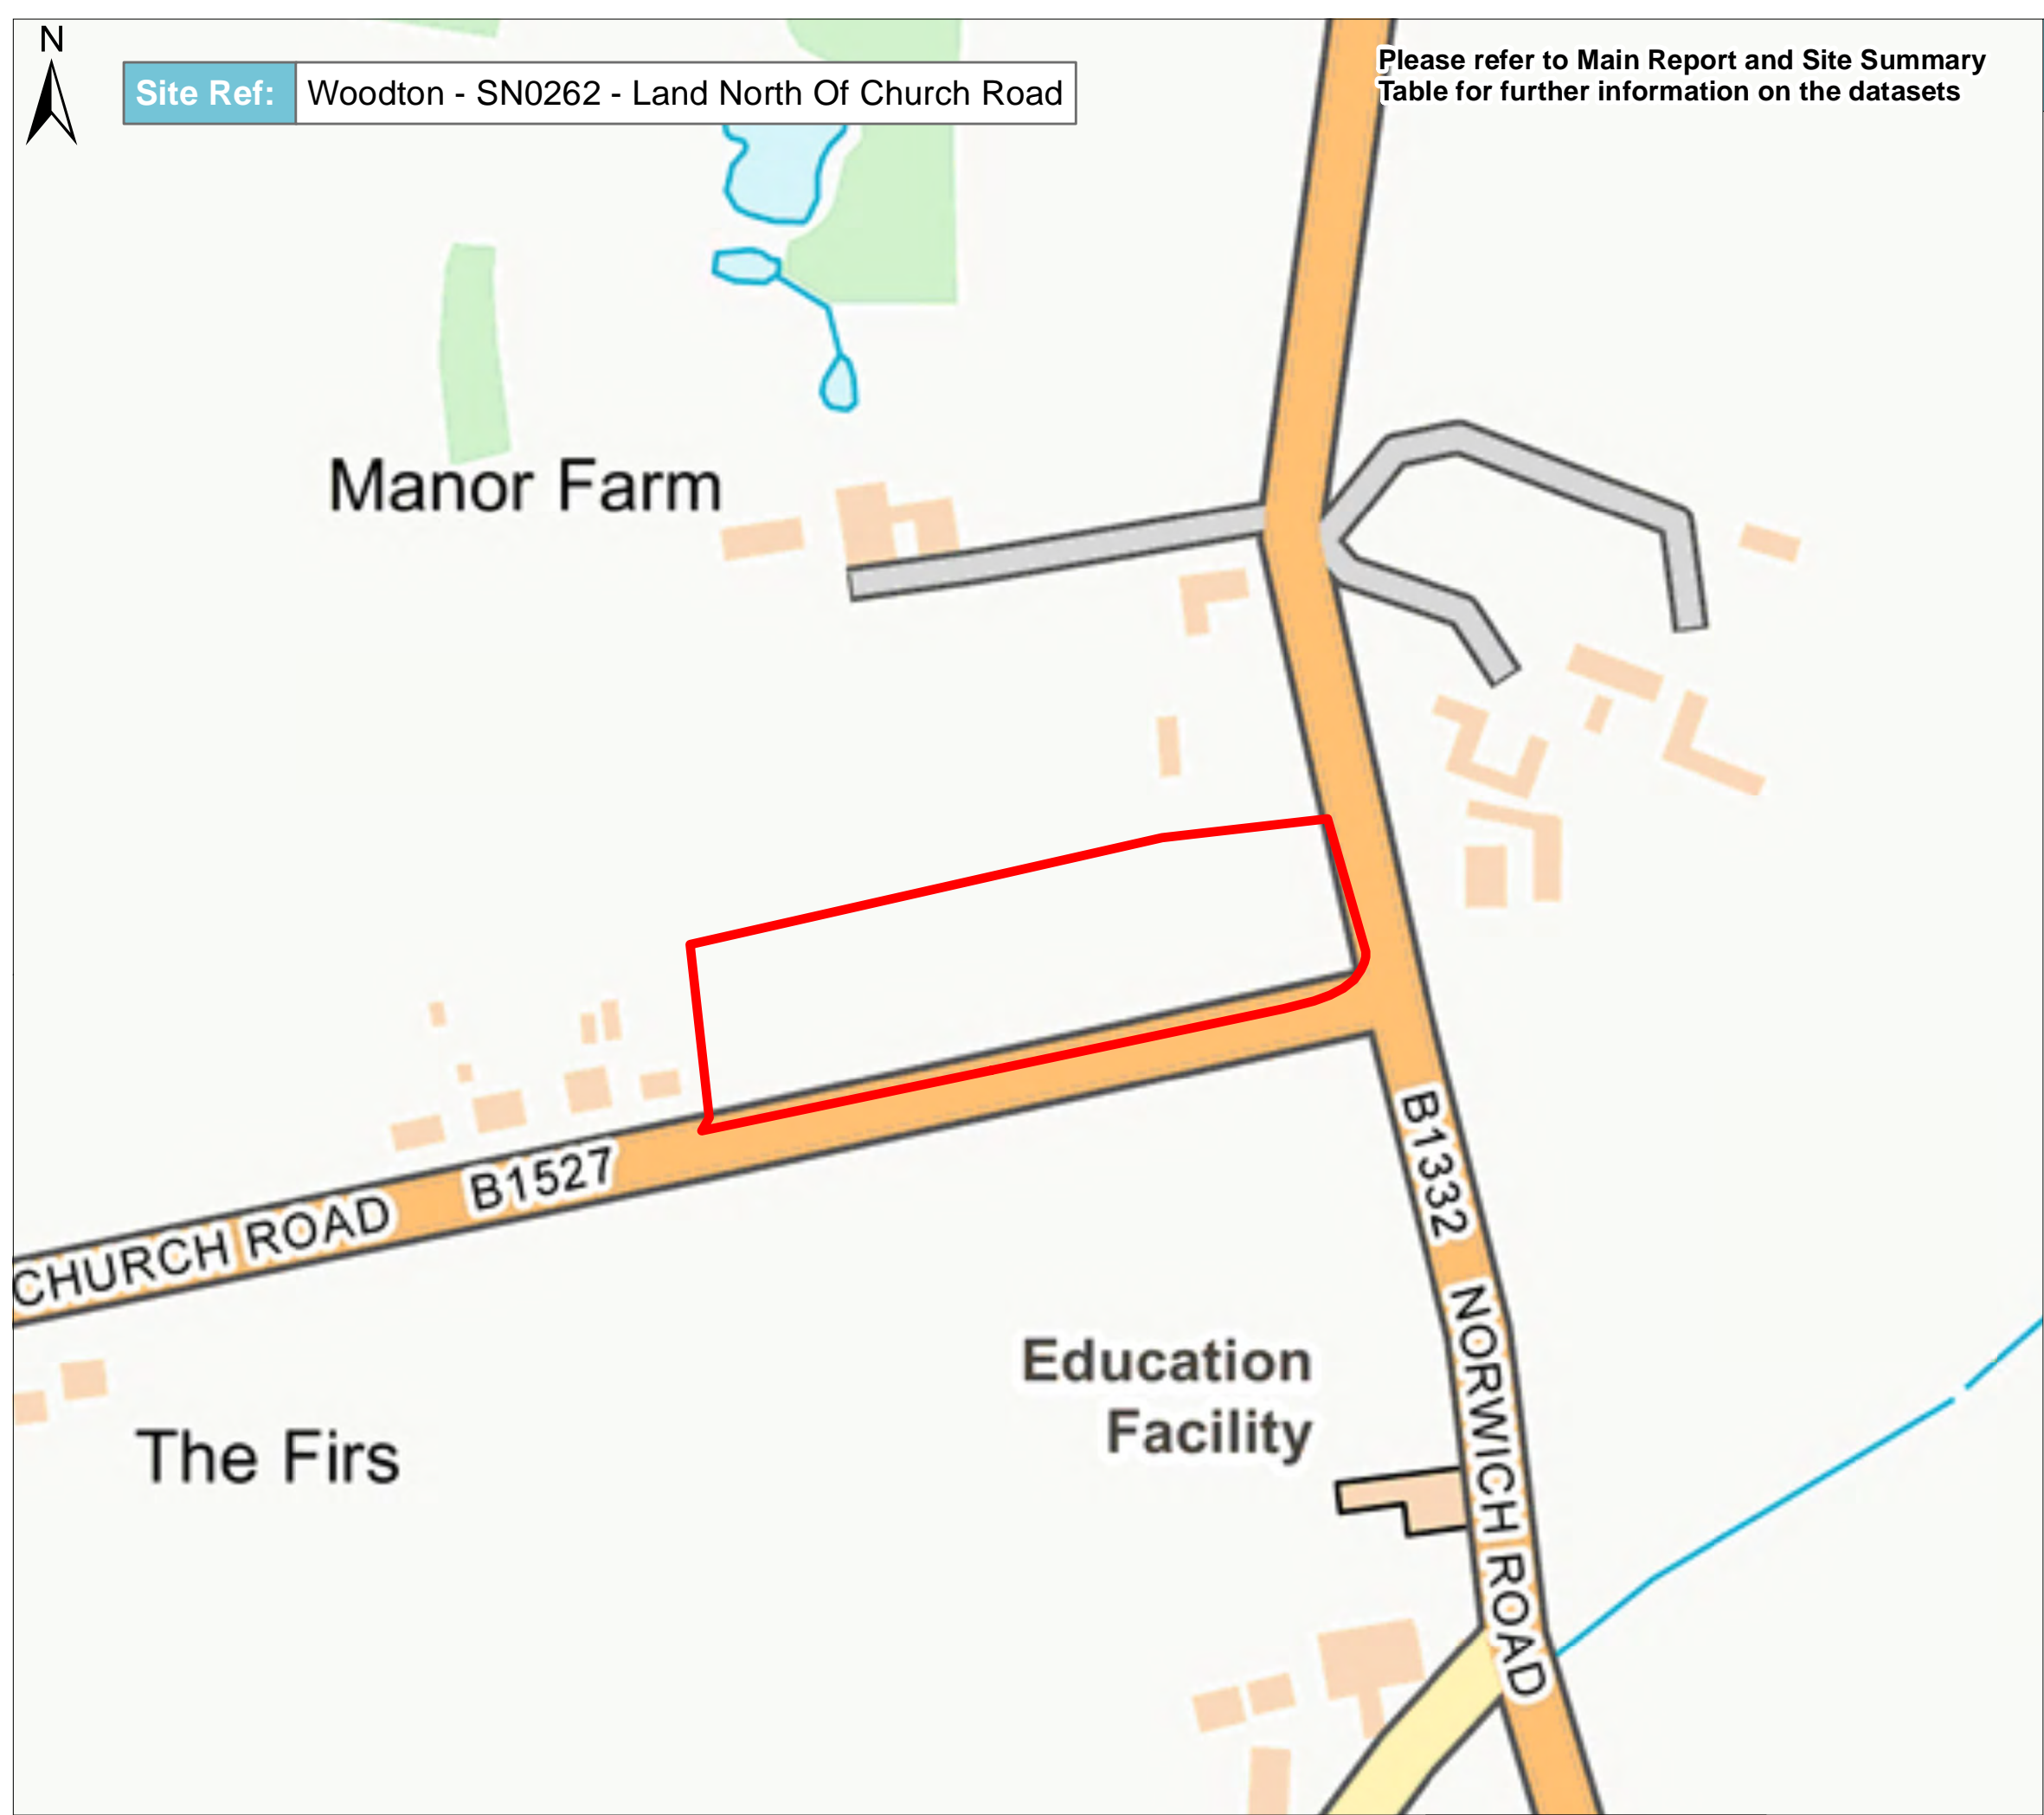 N
Site Ref: Woodton - SN0262 - Land North Of Church Road
Please refer to Main Report and Site Summary
Table for further information on the datasets
Manor Farm
B1332
B1527
CHURCH ROAD
NORWICH ROAD
Education
Facility
The Firs